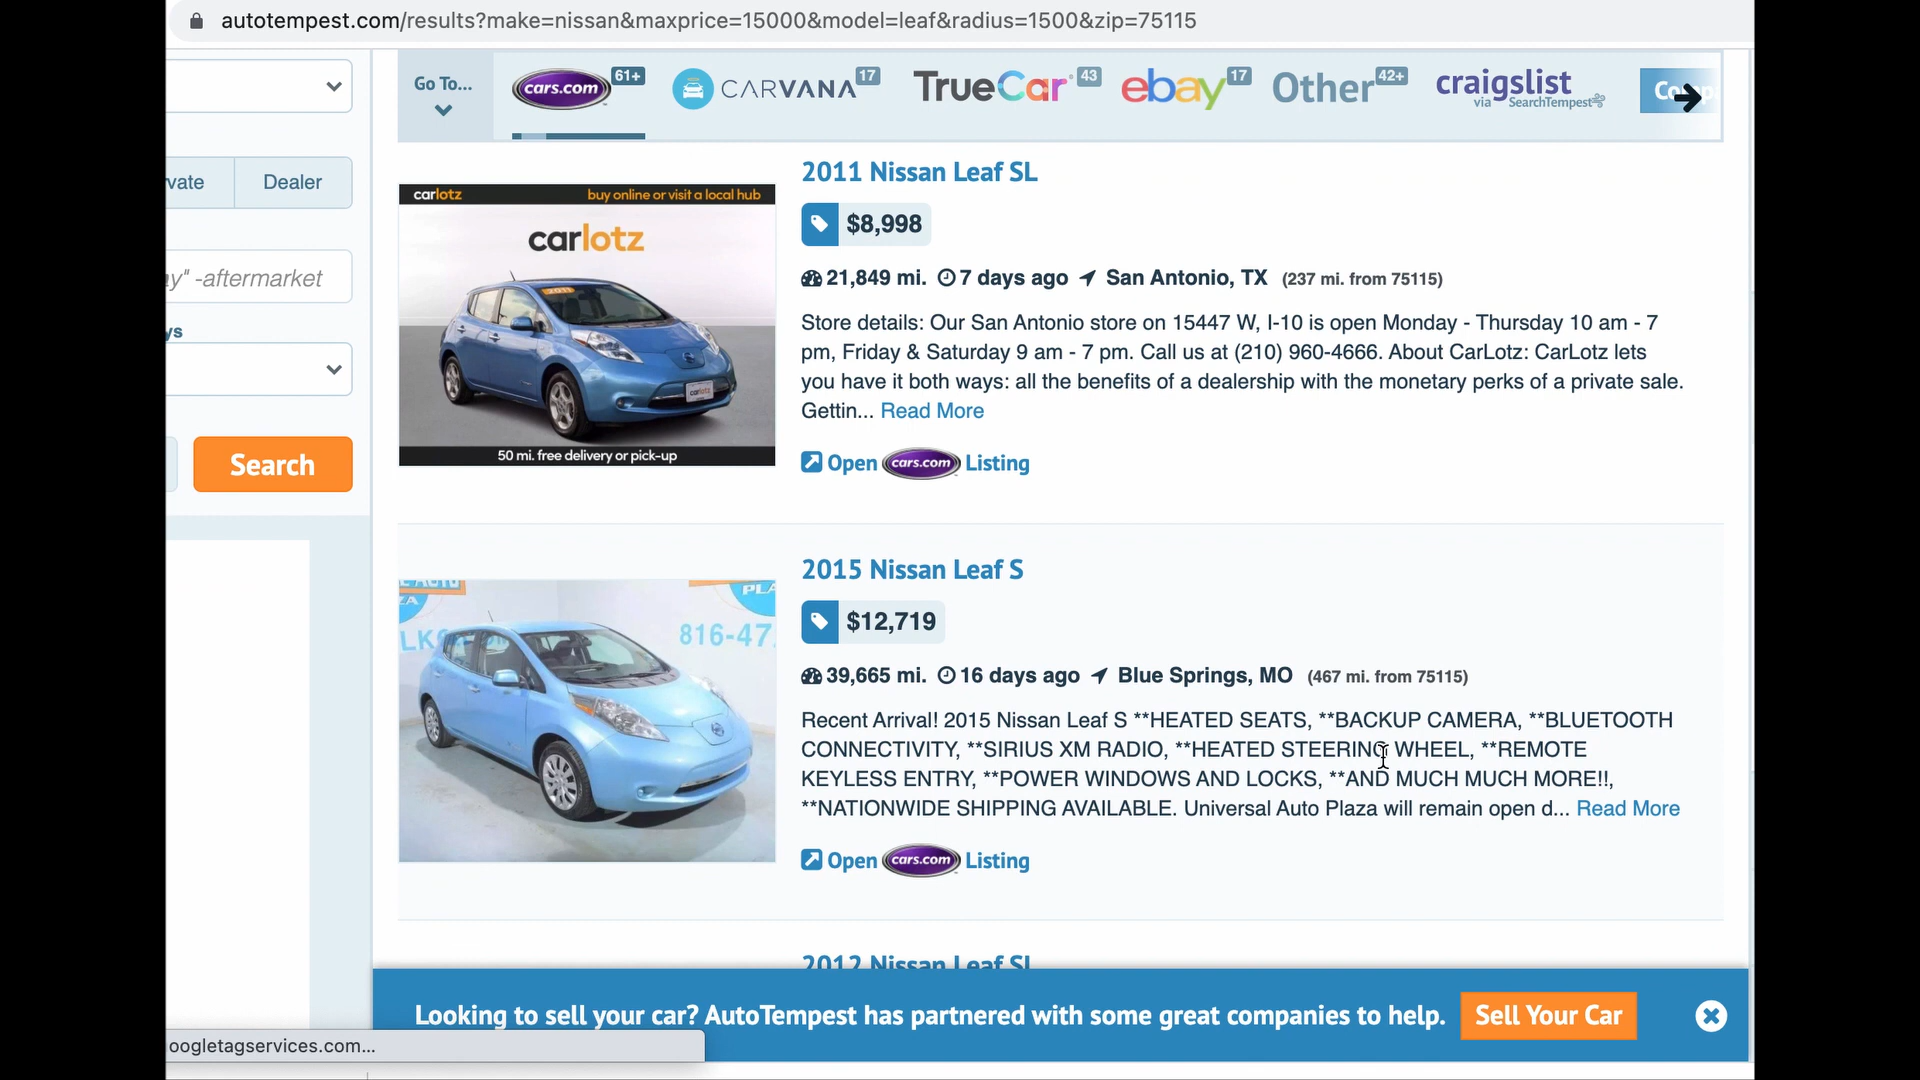 autotempest.com/results?make=nissan&maxprice=15000&model=leaf&radius=1500&zip=75115
Go To...
cars.com 61+
CARVANA 17
TrueCar 43
ebay 17
Other 42+
craigslist
via SearchTempest
vate
Dealer
ay" -aftermarket
ys
Search
carlotz buy online or visit a local hub
carlotz
2011
carlotz
50 mi. free delivery or pick-up
2011 Nissan Leaf SL
$8,998
21,849 mi. 7 days ago San Antonio, TX (237 mi. from 75115)
Store details: Our San Antonio store on 15447 W, I-10 is open Monday - Thursday 10 am - 7
pm, Friday & Saturday 9 am - 7 pm. Call us at (210) 960-4666. About CarLotz: CarLotz lets
you have it both ways: all the benefits of a dealership with the monetary perks of a private sale.
Gettin... Read More
Open cars.com Listing
PLA
ZA
816-47
2015 Nissan Leaf S
$12,719
39,665 mi. 16 days ago Blue Springs, MO (467 mi. from 75115)
Recent Arrival! 2015 Nissan Leaf S **HEATED SEATS, **BACKUP CAMERA, **BLUETOOTH
CONNECTIVITY, **SIRIUS XM RADIO, **HEATED STEERING WHEEL, **REMOTE
KEYLESS ENTRY, **POWER WINDOWS AND LOCKS, **AND MUCH MUCH MORE!!,
**NATIONWIDE SHIPPING AVAILABLE. Universal Auto Plaza will remain open d... Read More
Open cars.com Listing
2012 Nissan Leaf SL
Looking to sell your car? AutoTempest has partnered with some great companies to help.
Sell Your Car
oogletagservices.com...